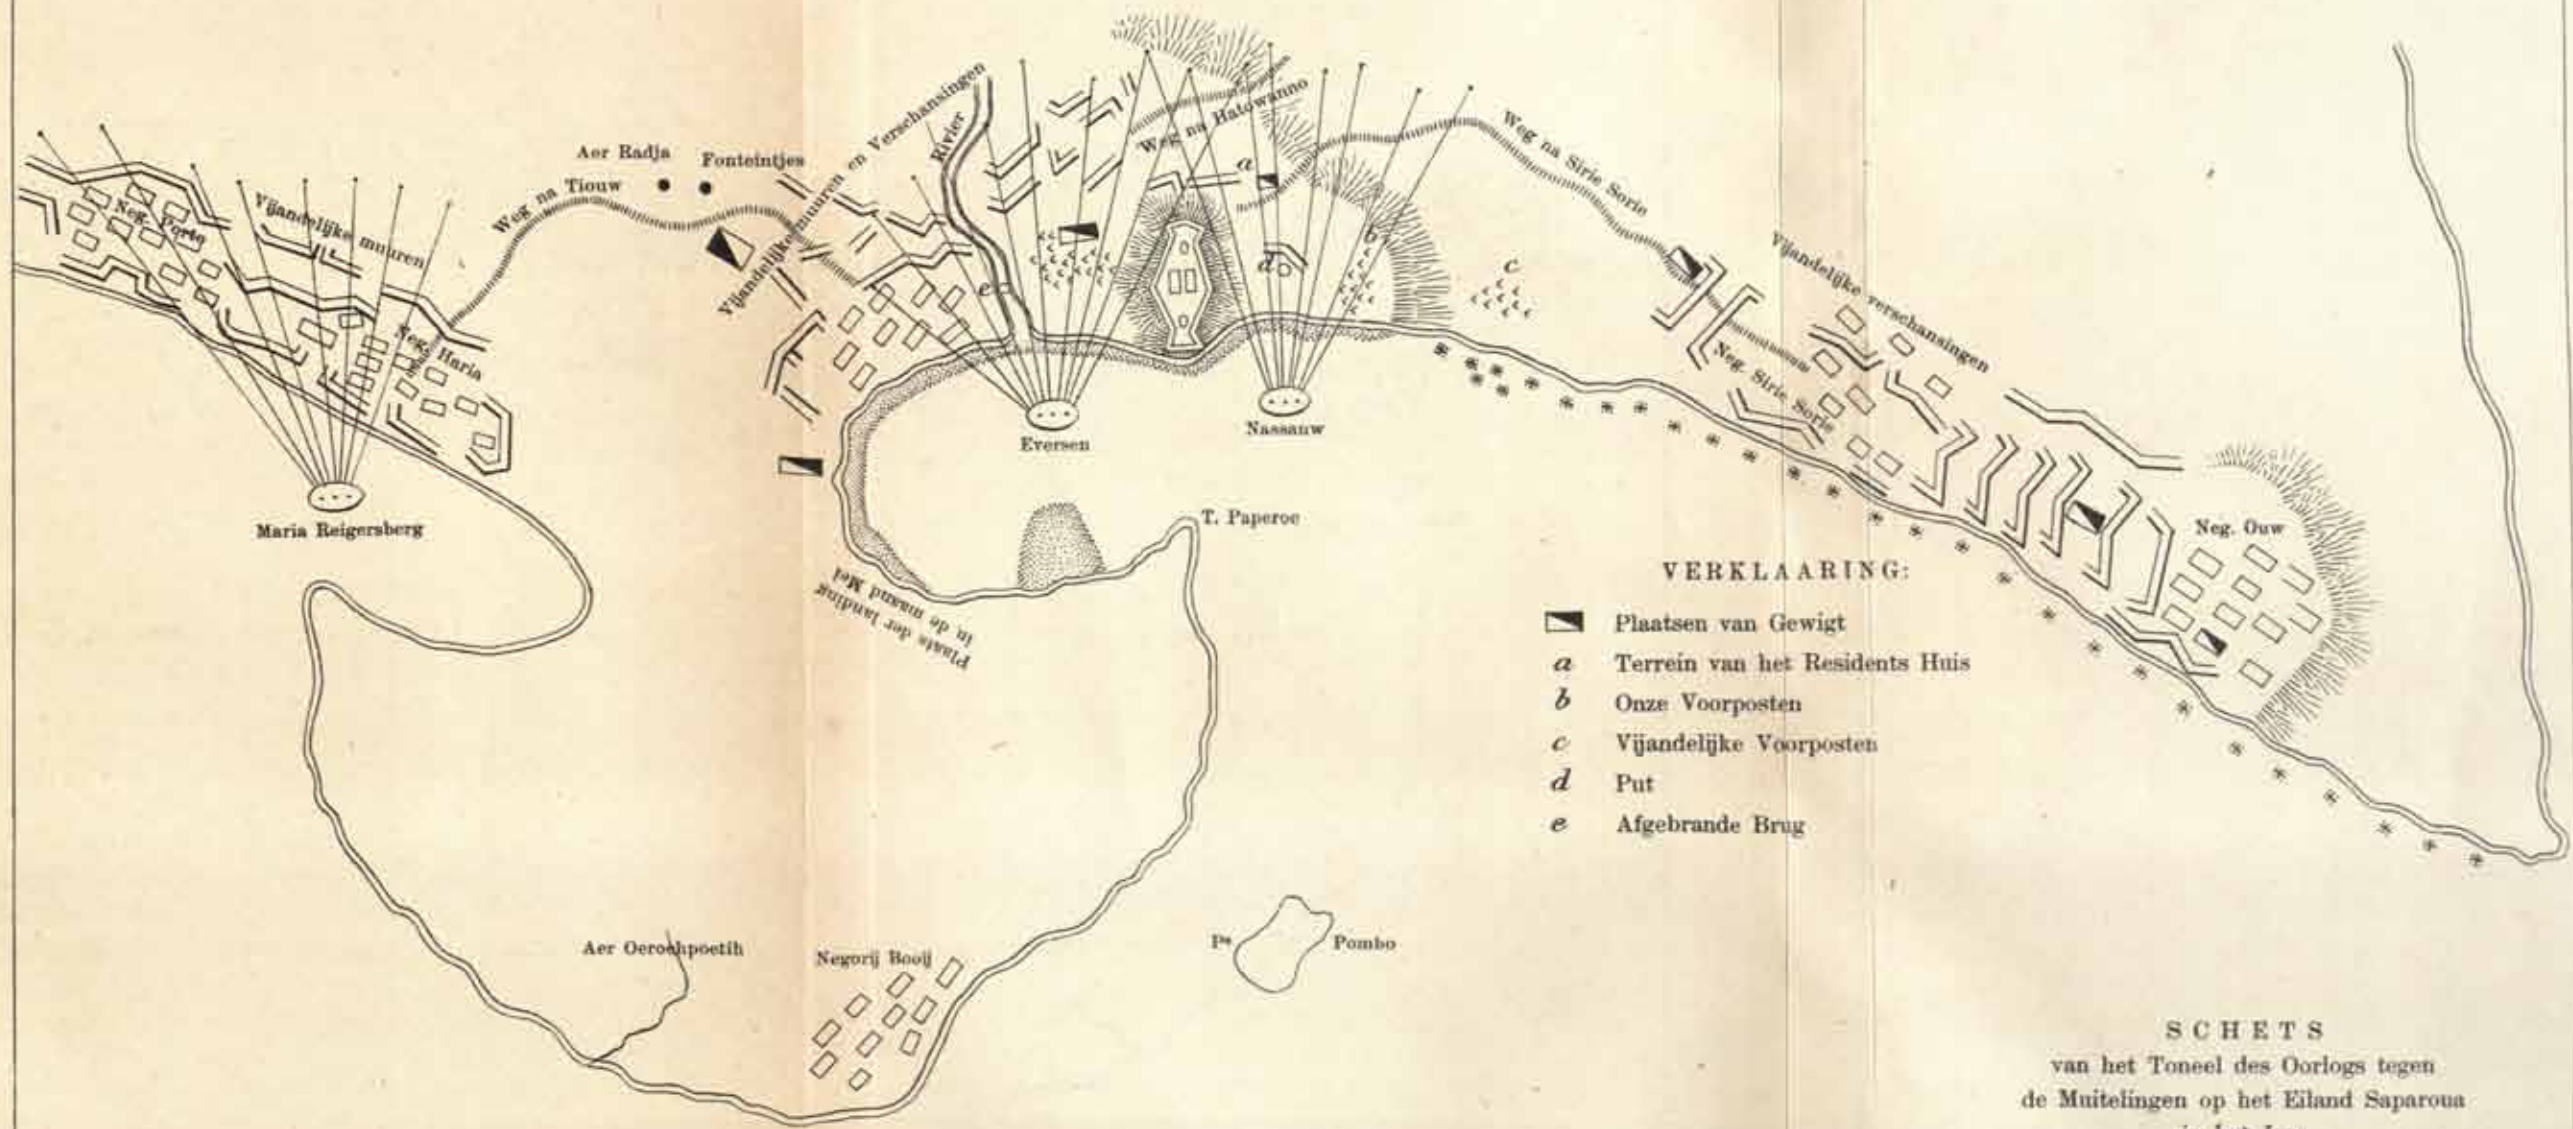 Aer Radja
Fonteintjes
Weg na Tiouw
Vijandelijke muuren en Verschansingen
Rivier
Weg na Hatowanno
a
Weg na Sirie Sorie
Neg. Porto
Vijandelijke muuren
b
c
d
e
Vijandelijke verschansingen
Neg. Haria
Neg. Sirie Sorie
Eversen
Nassauw
Maria Reigersberg
T. Paperoe
Neg. Ouw
Plaats der landing
in de maand Mei
VERKLAARING:
Plaatsen van Gewigt
a Terrein van het Residents Huis
b Onze Voorposten
c Vijandelijke Voorposten
d Put
e Afgebrande Brug
Aer Oeroehpoetih
Negorij Booij
Po Pombo
SCHETS
van het Toneel des Oorlogs tegen
de Muitelingen op het Eiland Saparoua